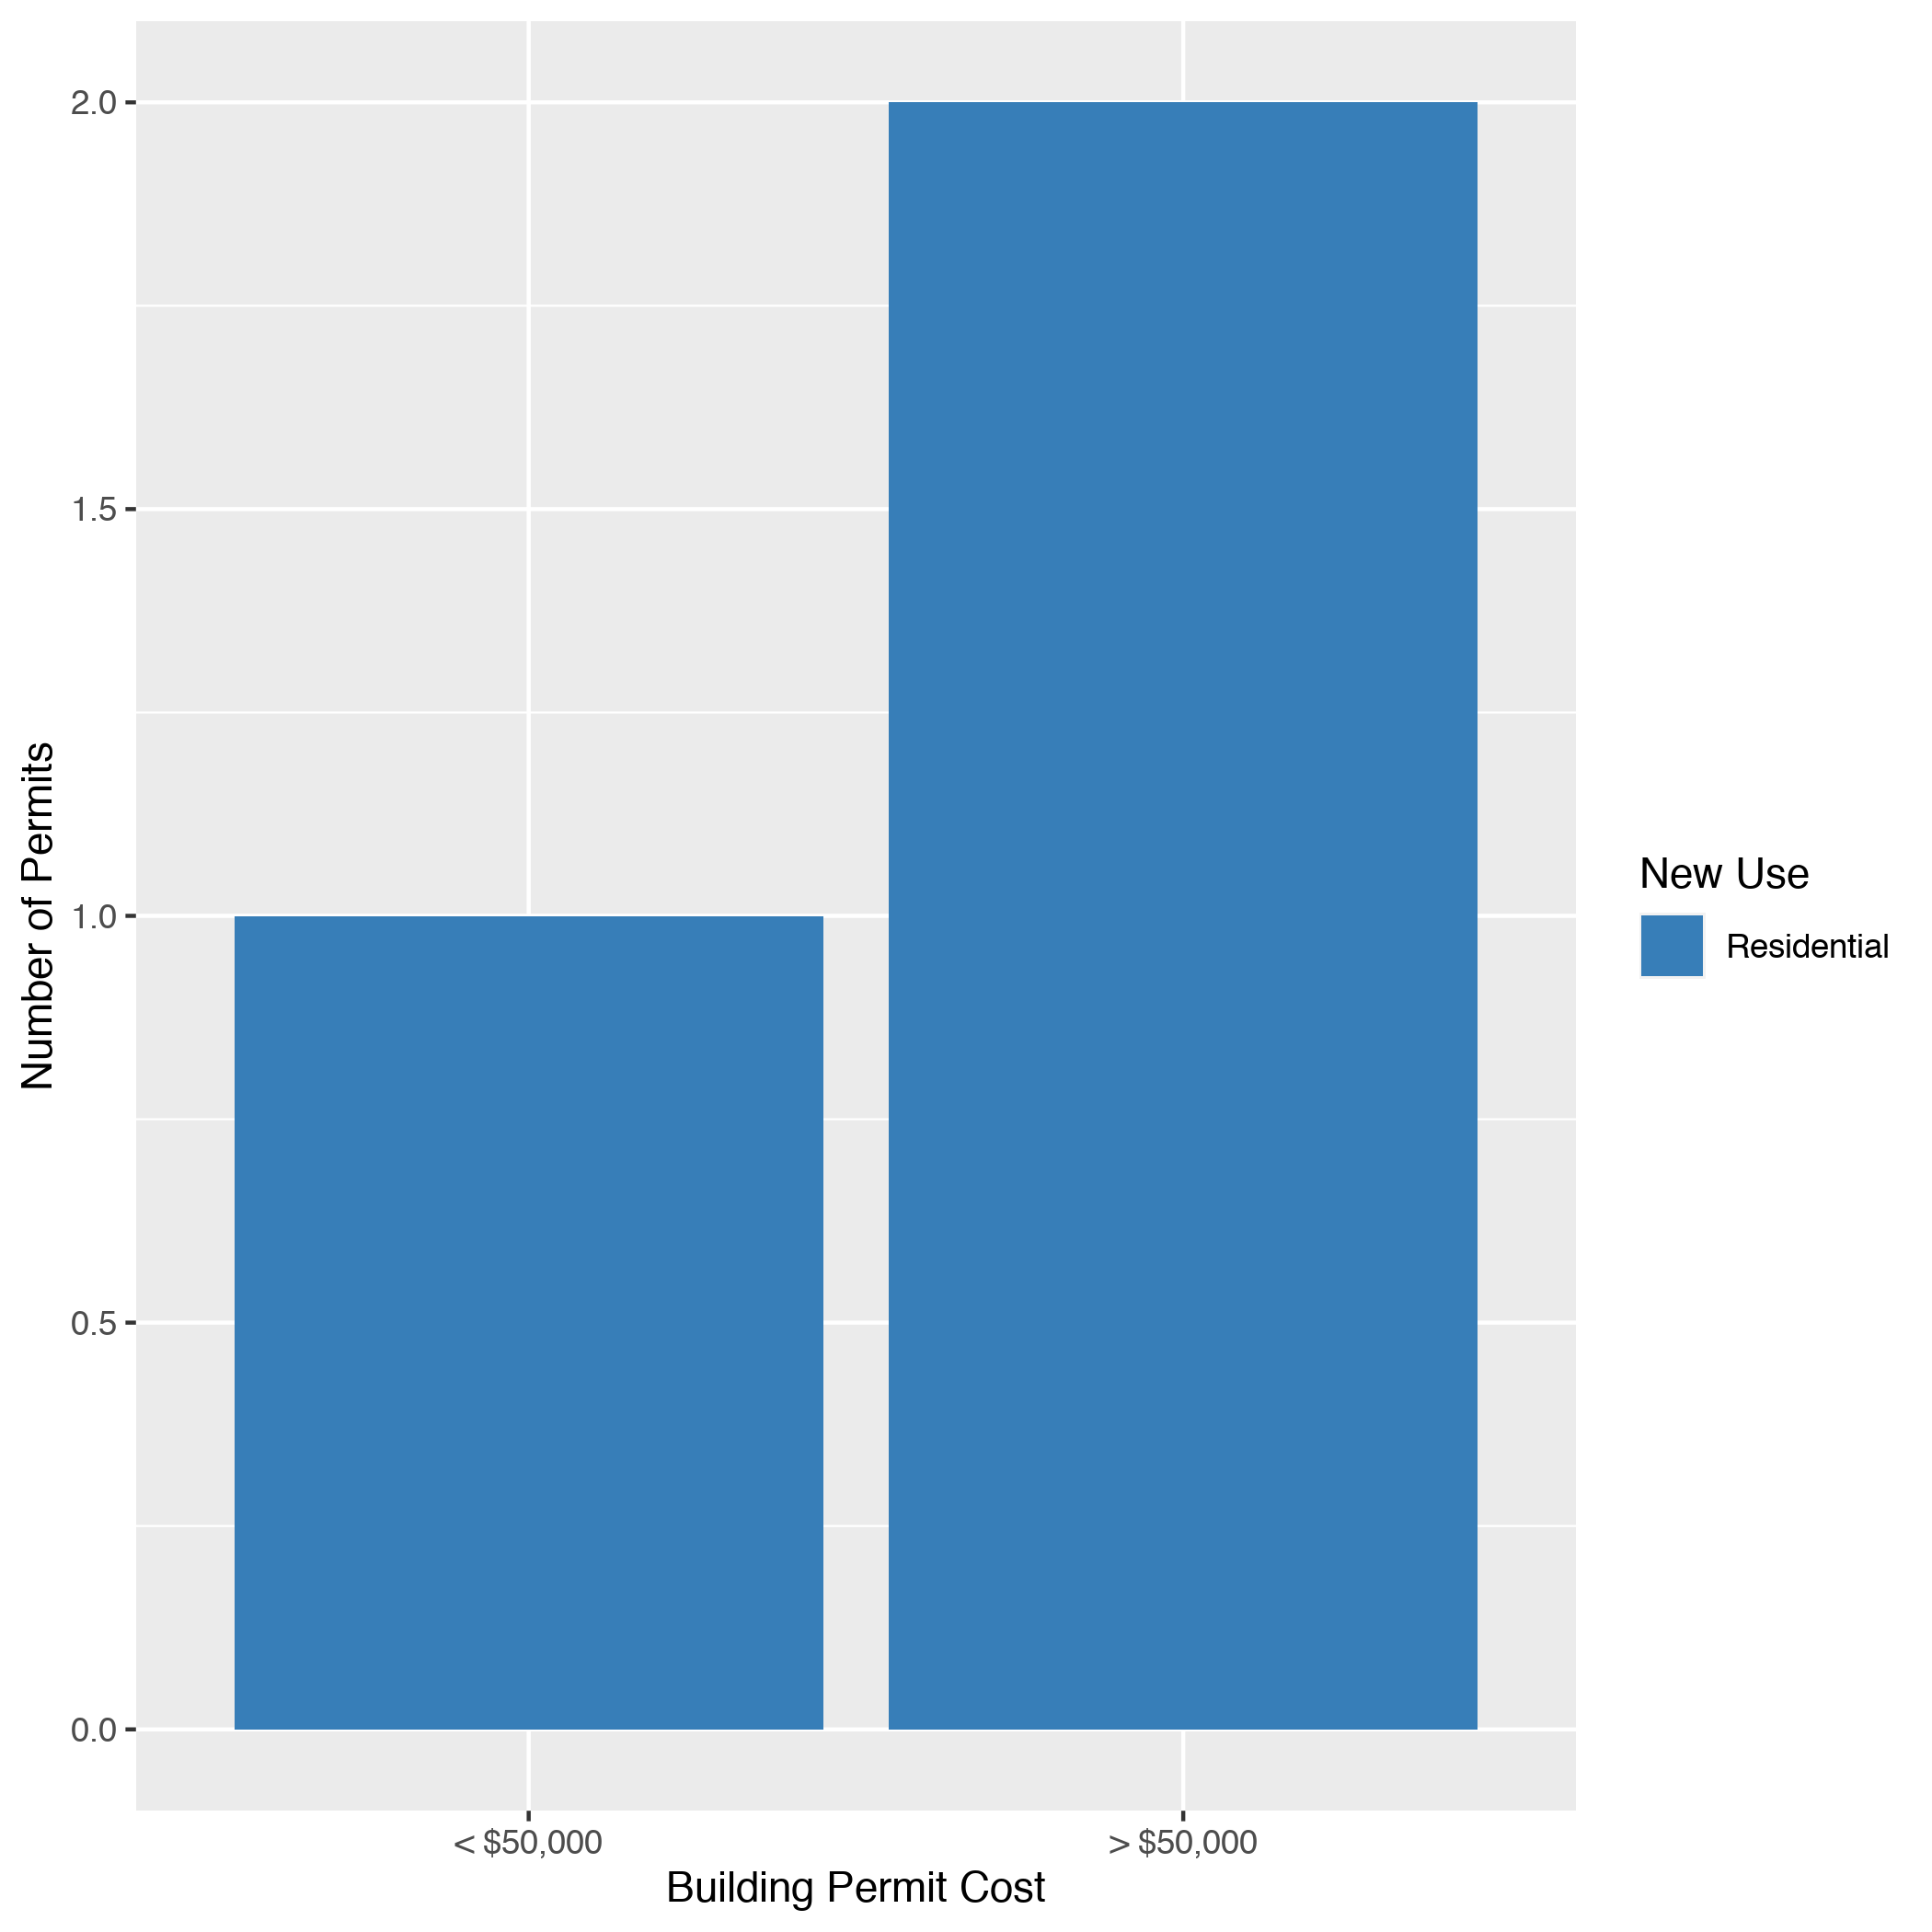 2.0
1.5
1.0
0.5
0.0
Number of Permits
< $50,000
> $50,000
Building Permit Cost
New Use
Residential